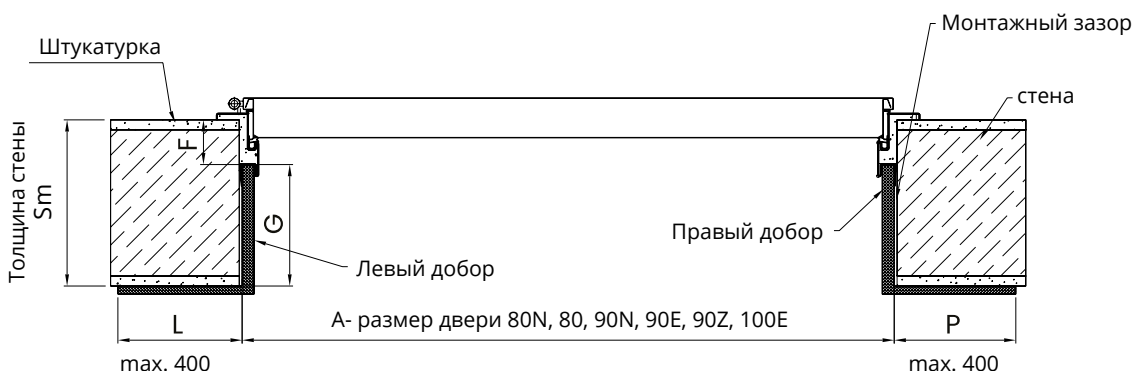 Монтажный зазор
Штукатурка
стена
F
Толщина стены
Sm
G
Правый добор
Левый добор
А- размер двери 80N, 80, 90N, 90E, 90Z, 100E
L
P
max. 400
max. 400